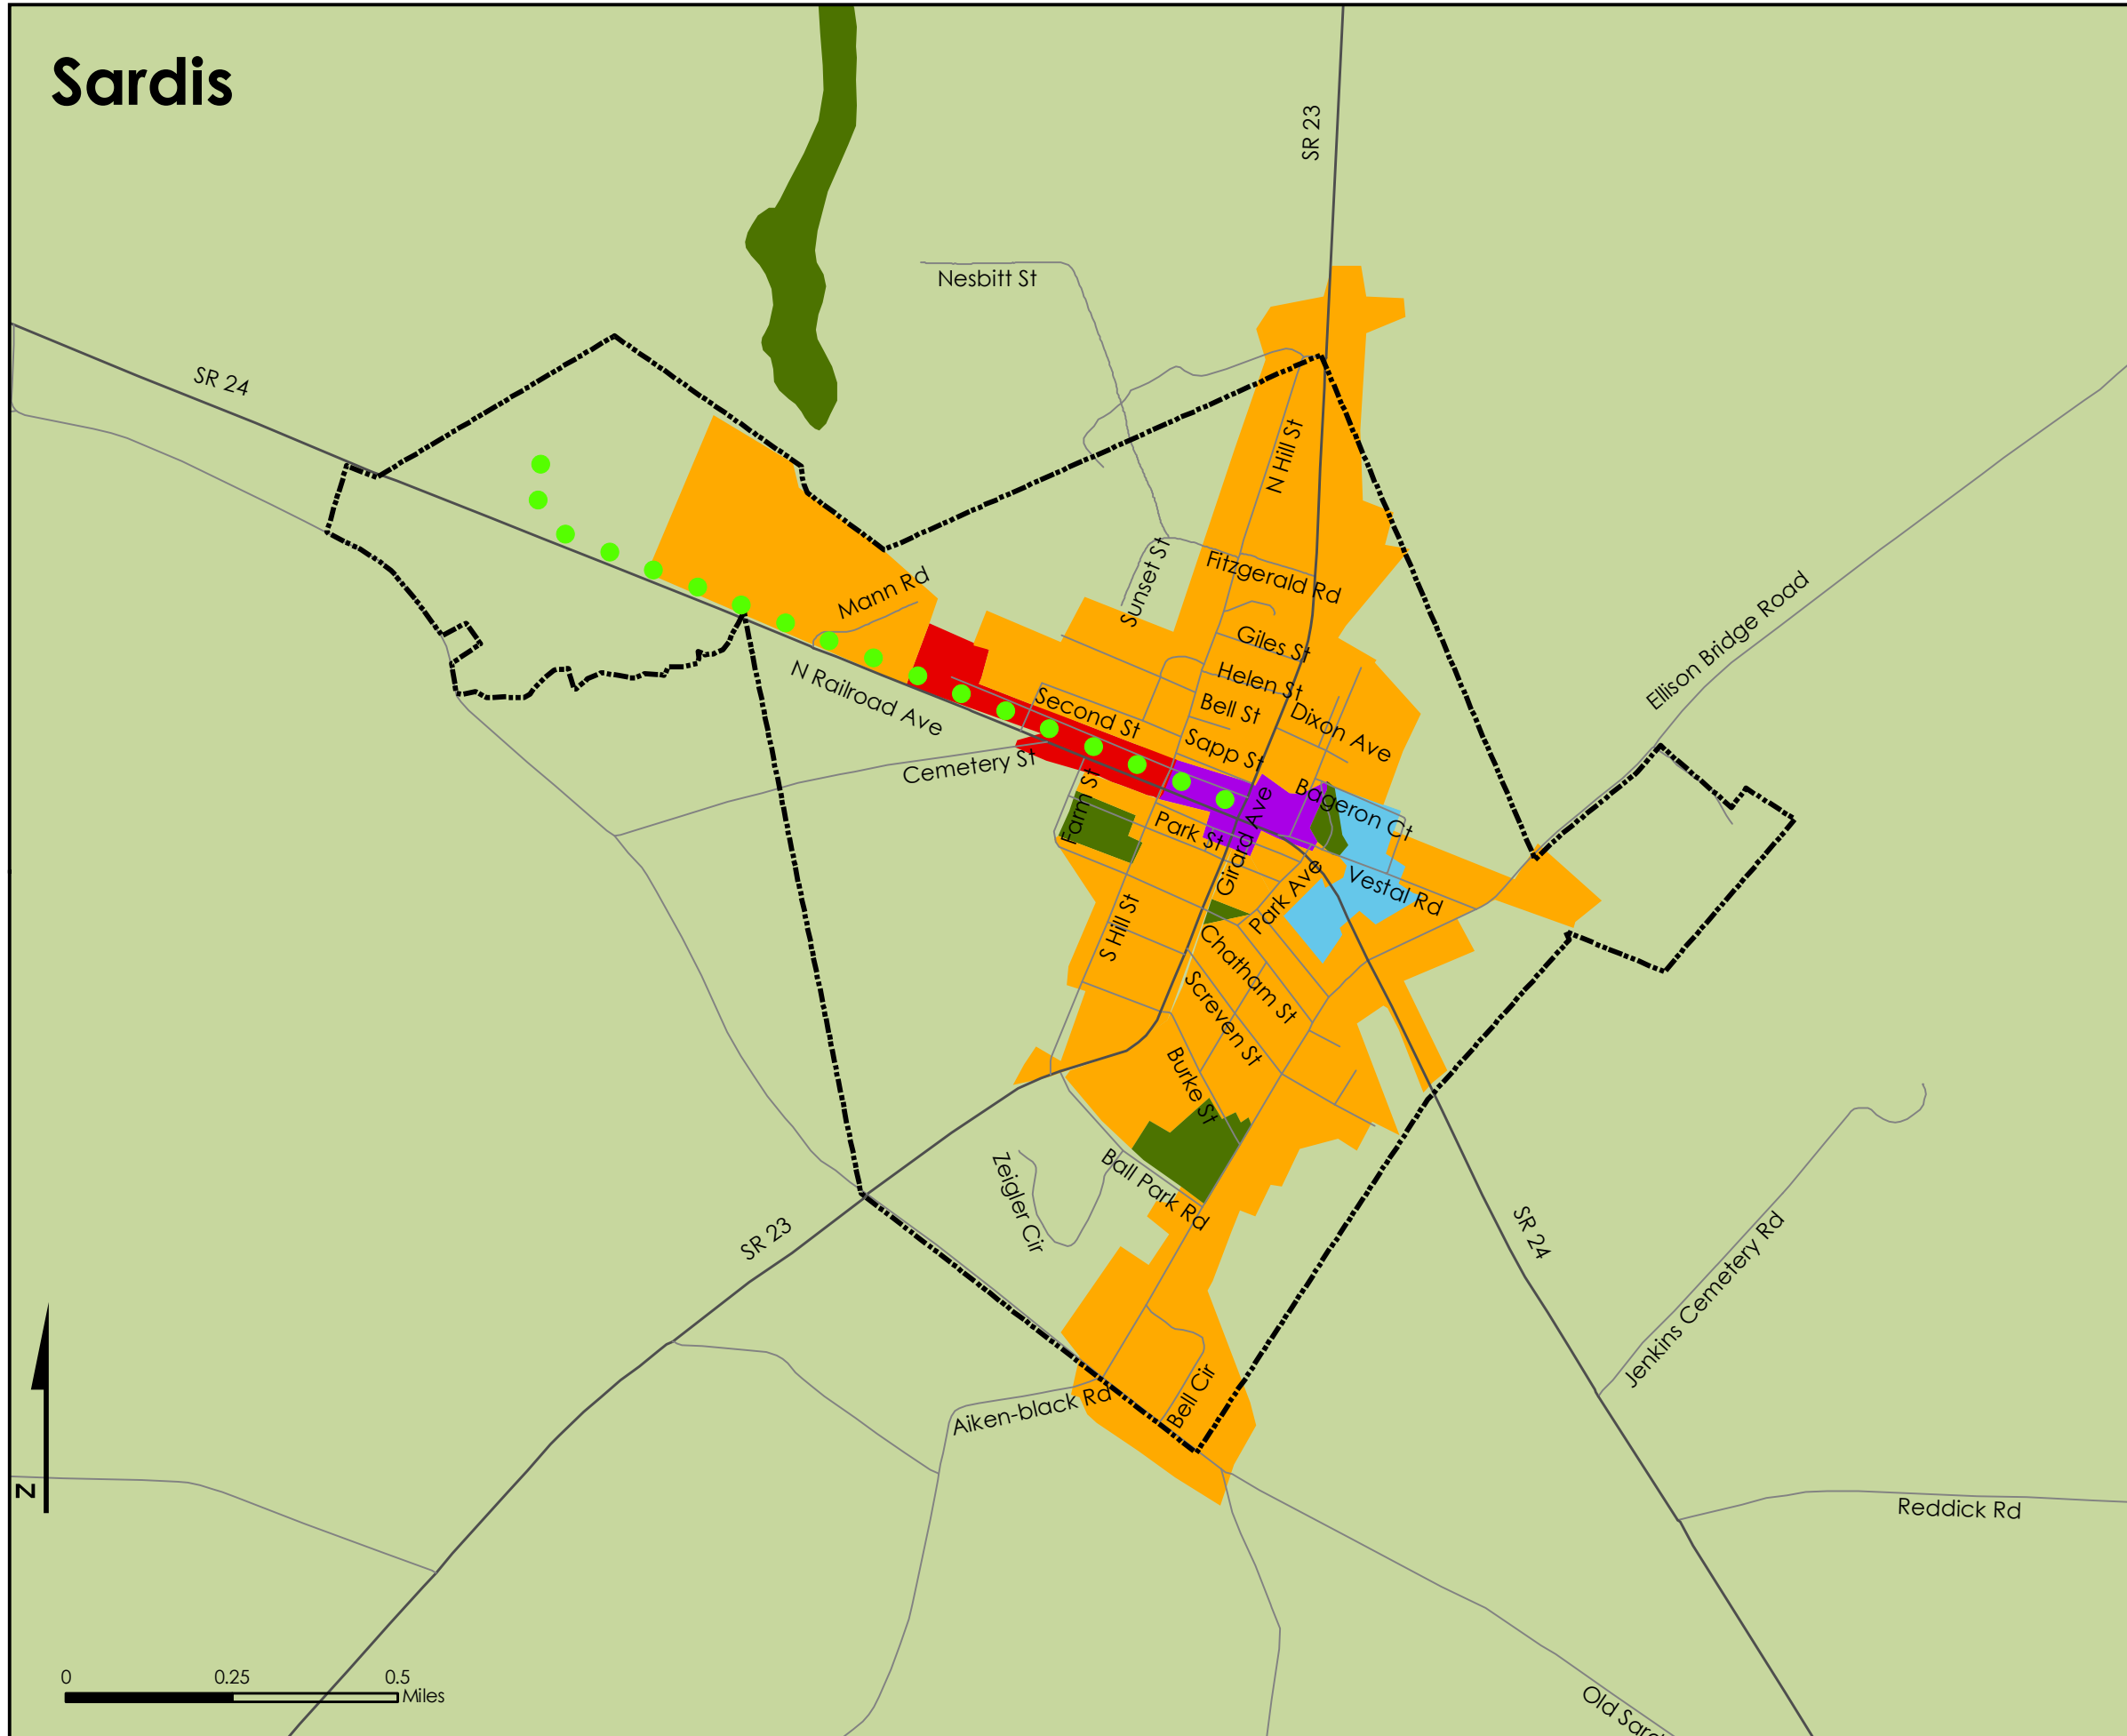 Sardis
SR 23
Nesbitt St
SR 24
N Hill St
Sunset St
Fitzgerald Rd
Mann Rd
Ellison Bridge Road
Giles St
Helen St
N Railroad Ave
Second St
Bell St
Dixon Ave
Sapp St
Cemetery St
Bageron Ct
Farm St
Park St
Girard Ave
Vestal Rd
Park Ave
S Hill St
Chatham St
Screven St
Burke St
Ball Park Rd
Zeigler Cir
SR 23
SR 24
Jenkins Cemetery Rd
Aiken-black Rd
Bell Cir
N
Reddick Rd
0 0.25 0.5
Miles
Old Sard